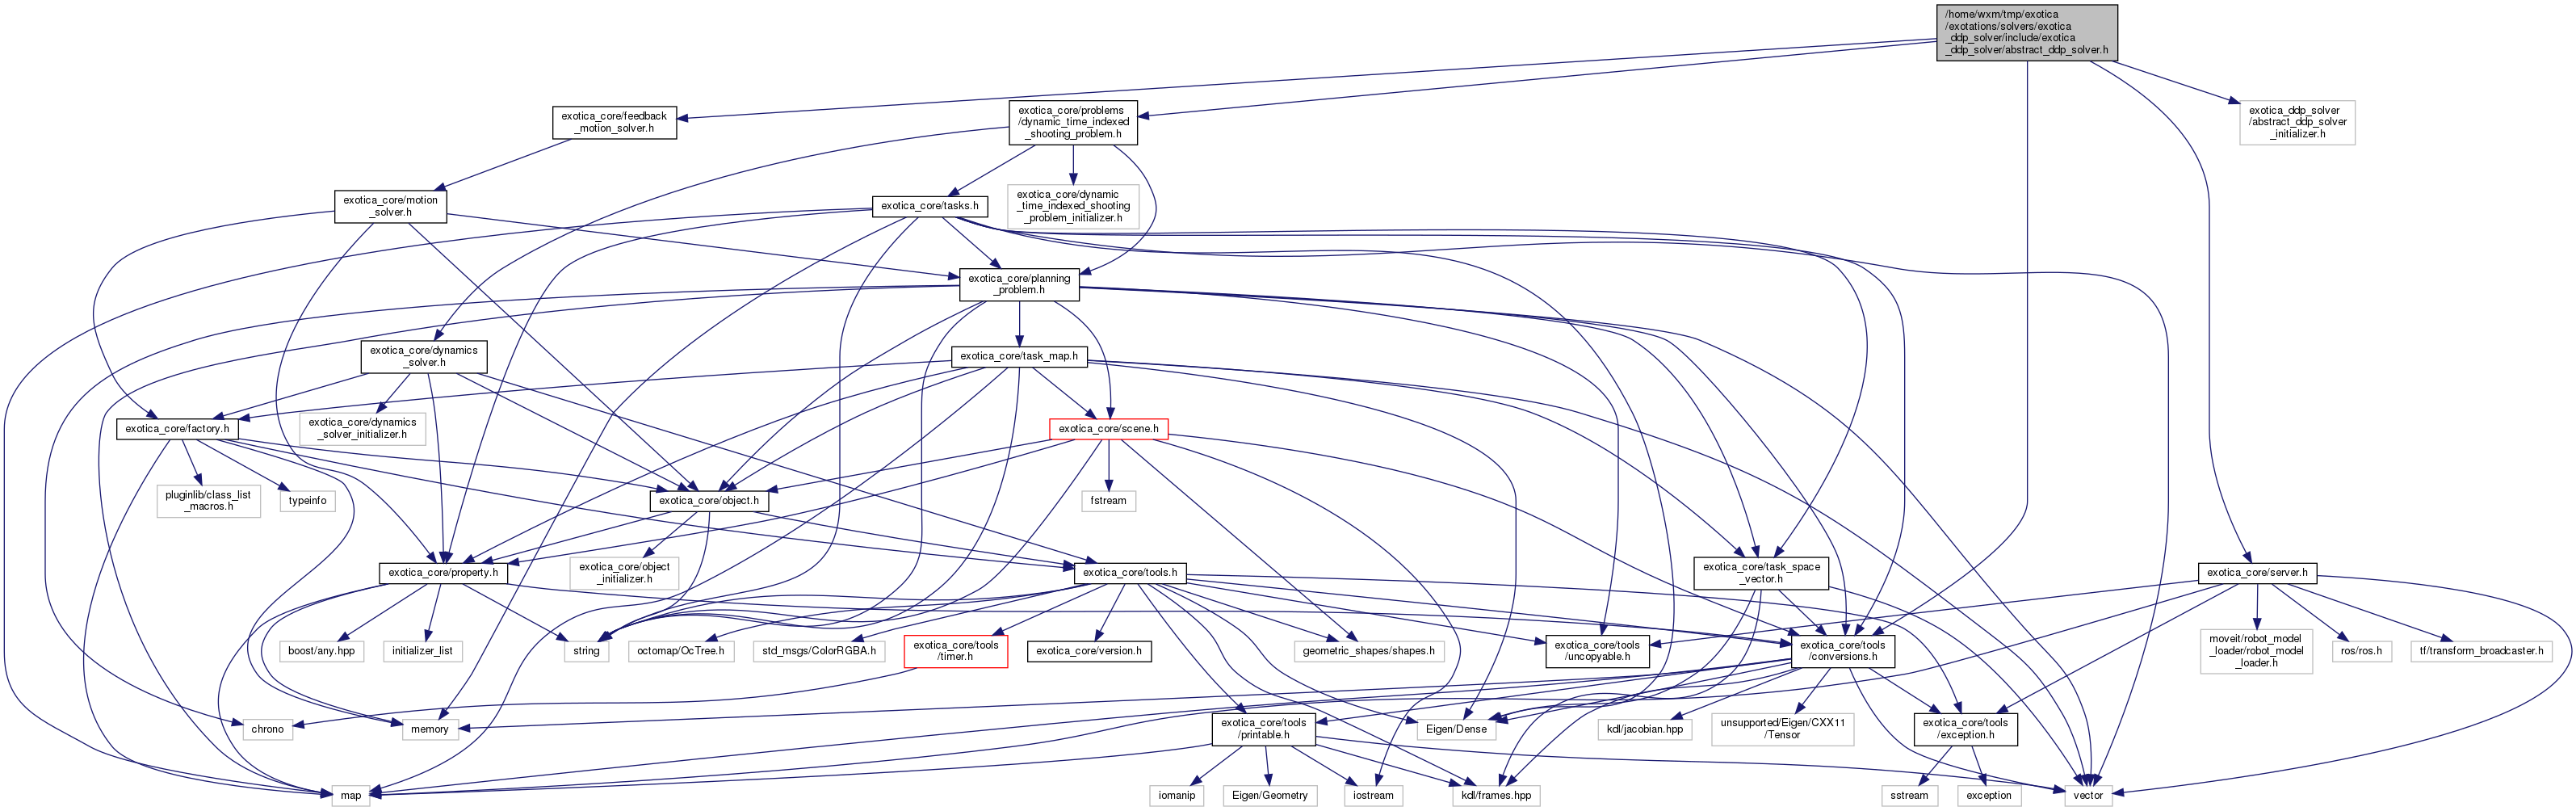 /home/wxm/tmp/exotica
/exotations/solvers/exotica
_ddp_solver/include/exotica
_ddp_solver/abstract_ddp_solver.h
exotica_core/feedback
_motion_solver.h
exotica_core/problems
/dynamic_time_indexed
_shooting_problem.h
exotica_ddp_solver
/abstract_ddp_solver
_initializer.h
exotica_core/motion
_solver.h
exotica_core/tasks.h
exotica_core/dynamic
_time_indexed_shooting
_problem_initializer.h
exotica_core/planning
_problem.h
exotica_core/dynamics
_solver.h
exotica_core/task_map.h
exotica_core/factory.h
exotica_core/dynamics
_solver_initializer.h
exotica_core/scene.h
pluginlib/class_list
_macros.h
typeinfo
exotica_core/object.h
fstream
exotica_core/property.h
exotica_core/object
_initializer.h
exotica_core/tools.h
exotica_core/task_space
_vector.h
exotica_core/server.h
boost/any.hpp
initializer_list
string
octomap/OcTree.h
std_msgs/ColorRGBA.h
exotica_core/tools
/timer.h
exotica_core/version.h
geometric_shapes/shapes.h
exotica_core/tools
/uncopyable.h
exotica_core/tools
/conversions.h
moveit/robot_model
_loader/robot_model
_loader.h
ros/ros.h
tf/transform_broadcaster.h
chrono
memory
exotica_core/tools
/printable.h
Eigen/Dense
kdl/jacobian.hpp
unsupported/Eigen/CXX11
/Tensor
exotica_core/tools
/exception.h
map
iomanip
Eigen/Geometry
iostream
kdl/frames.hpp
sstream
exception
vector